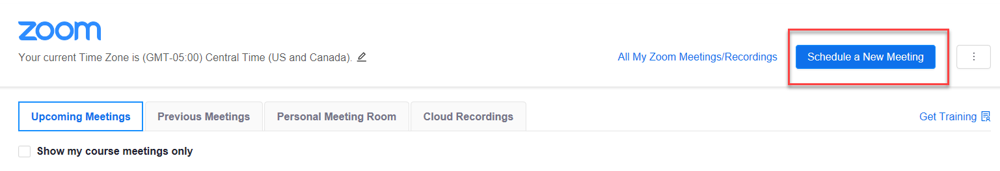 zoom
Your current Time Zone is (GMT-05:00) Central Time (US and Canada).
All My Zoom Meetings/Recordings
Schedule a New Meeting
Upcoming Meetings
Previous Meetings
Personal Meeting Room
Cloud Recordings
Get Training
Show my course meetings only